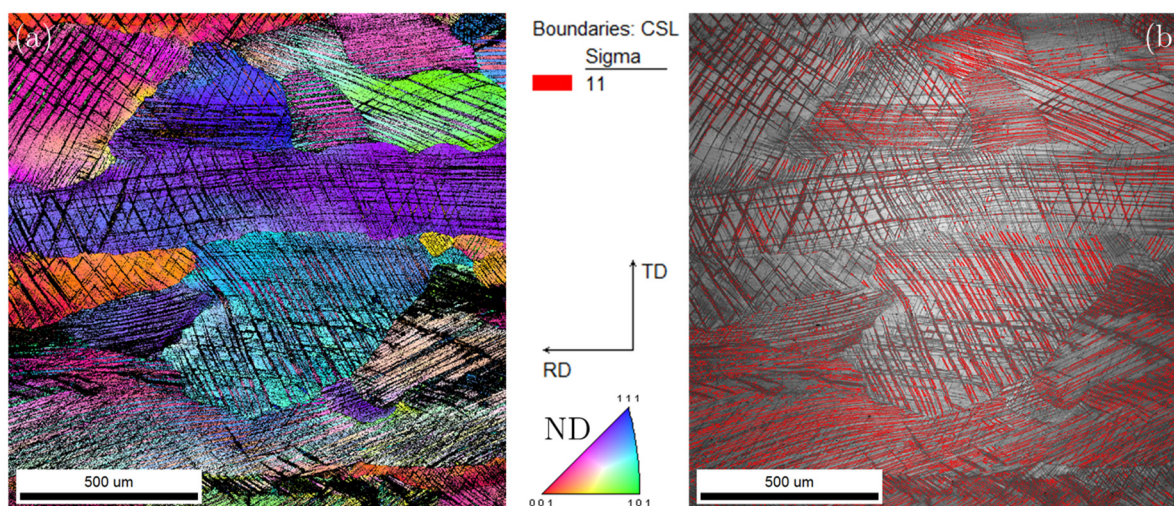 (a)
Boundaries: CSL
Sigma
11
(b)
TD
RD
ND
1 1 1
0 0 1
1 0 1
500 um
500 um